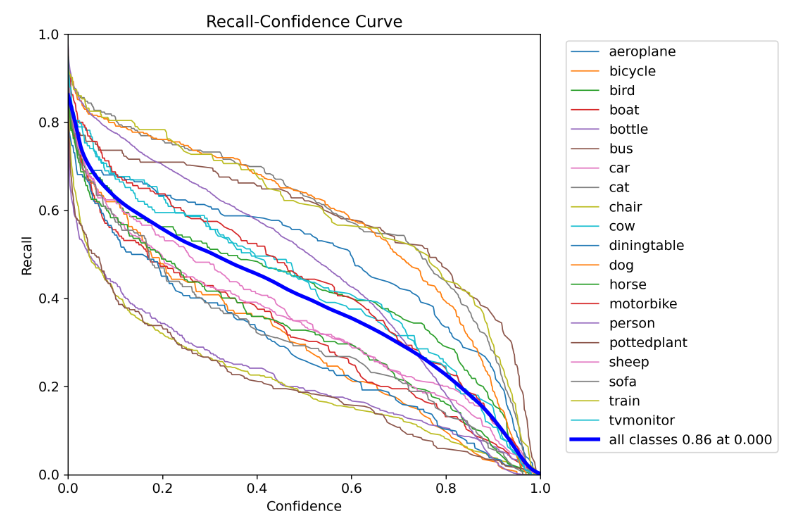 Recall-Confidence Curve
1.0
0.8
0.6
0.4
0.2
0.0
Recall
0.0 0.2 0.4 0.6 0.8 1.0
Confidence
aeroplane
bicycle
bird
boat
bottle
bus
car
cat
chair
cow
diningtable
dog
horse
motorbike
person
pottedplant
sheep
sofa
train
tvmonitor
all classes 0.86 at 0.000